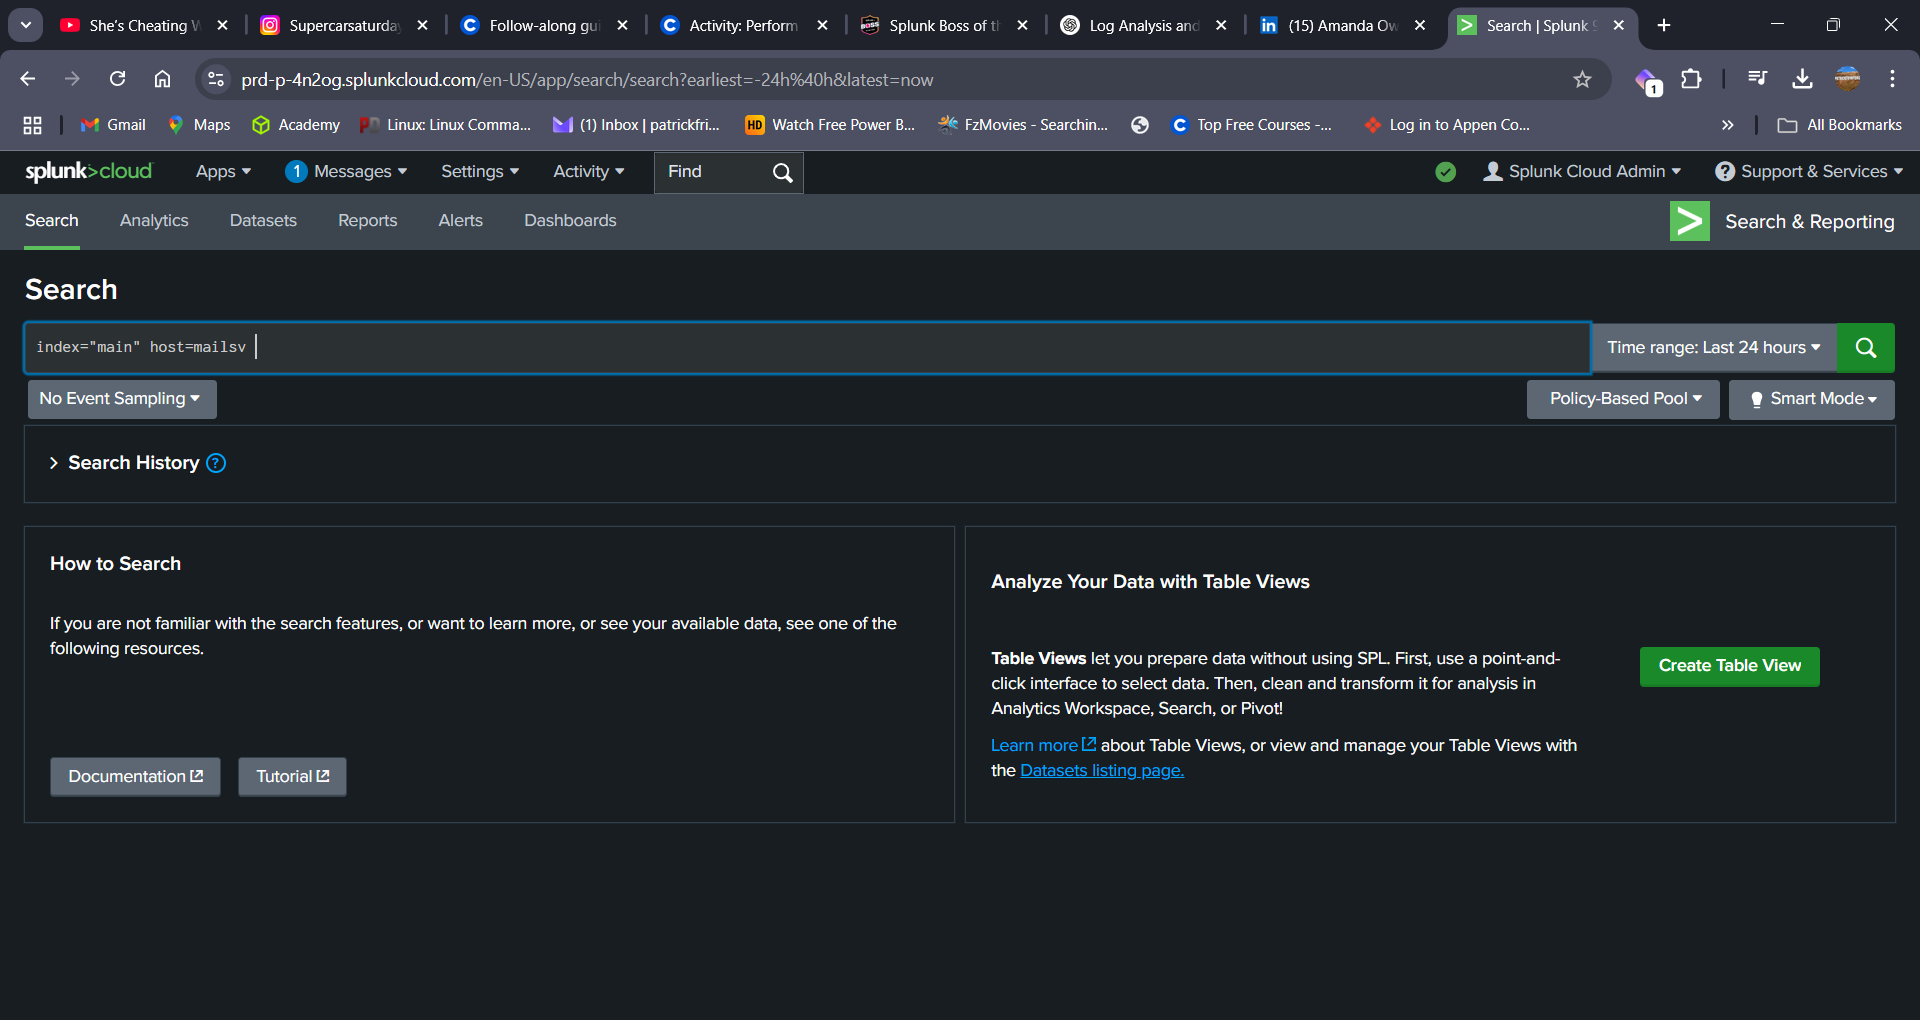 She's Cheating W
Supercarsaturda
Follow-along gui
Activity: Perform
Splunk Boss of th
Log Analysis and
(15) Amanda Ow
Search | Splunk 9
prd-p-4n2og.splunkcloud.com/en-US/app/search/search?earliest=-24h%40h&latest=now
1
Gmail
Maps
Academy
Linux: Linux Comma...
(1) Inbox | patrickfri...
HD Watch Free Power B...
FzMovies - Searchin...
Top Free Courses -...
Log in to Appen Co...
All Bookmarks
splunk>cloud
Apps
1 Messages
Settings
Activity
Find
Splunk Cloud Admin
Support & Services
Search
Analytics
Datasets
Reports
Alerts
Dashboards
Search & Reporting
Search
index="main" host=mailsv
Time range: Last 24 hours
No Event Sampling
Policy-Based Pool
Smart Mode
Search History ?
How to Search
If you are not familiar with the search features, or want to learn more, or see your available data, see one of the
following resources.
Documentation
Tutorial
Analyze Your Data with Table Views
Table Views let you prepare data without using SPL. First, use a point-and-
click interface to select data. Then, clean and transform it for analysis in
Analytics Workspace, Search, or Pivot!
Learn more about Table Views, or view and manage your Table Views with
the Datasets listing page.
Create Table View